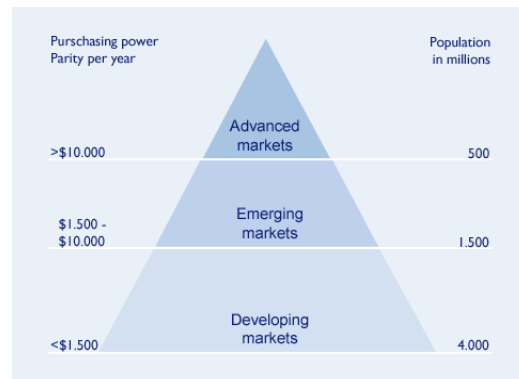 Purschasing power
Parity per year
Population
in millions
Advanced
markets
>$10.000
500
$1.500 -
$10.000
Emerging
markets
1.500
Developing
markets
<$1.500
4.000